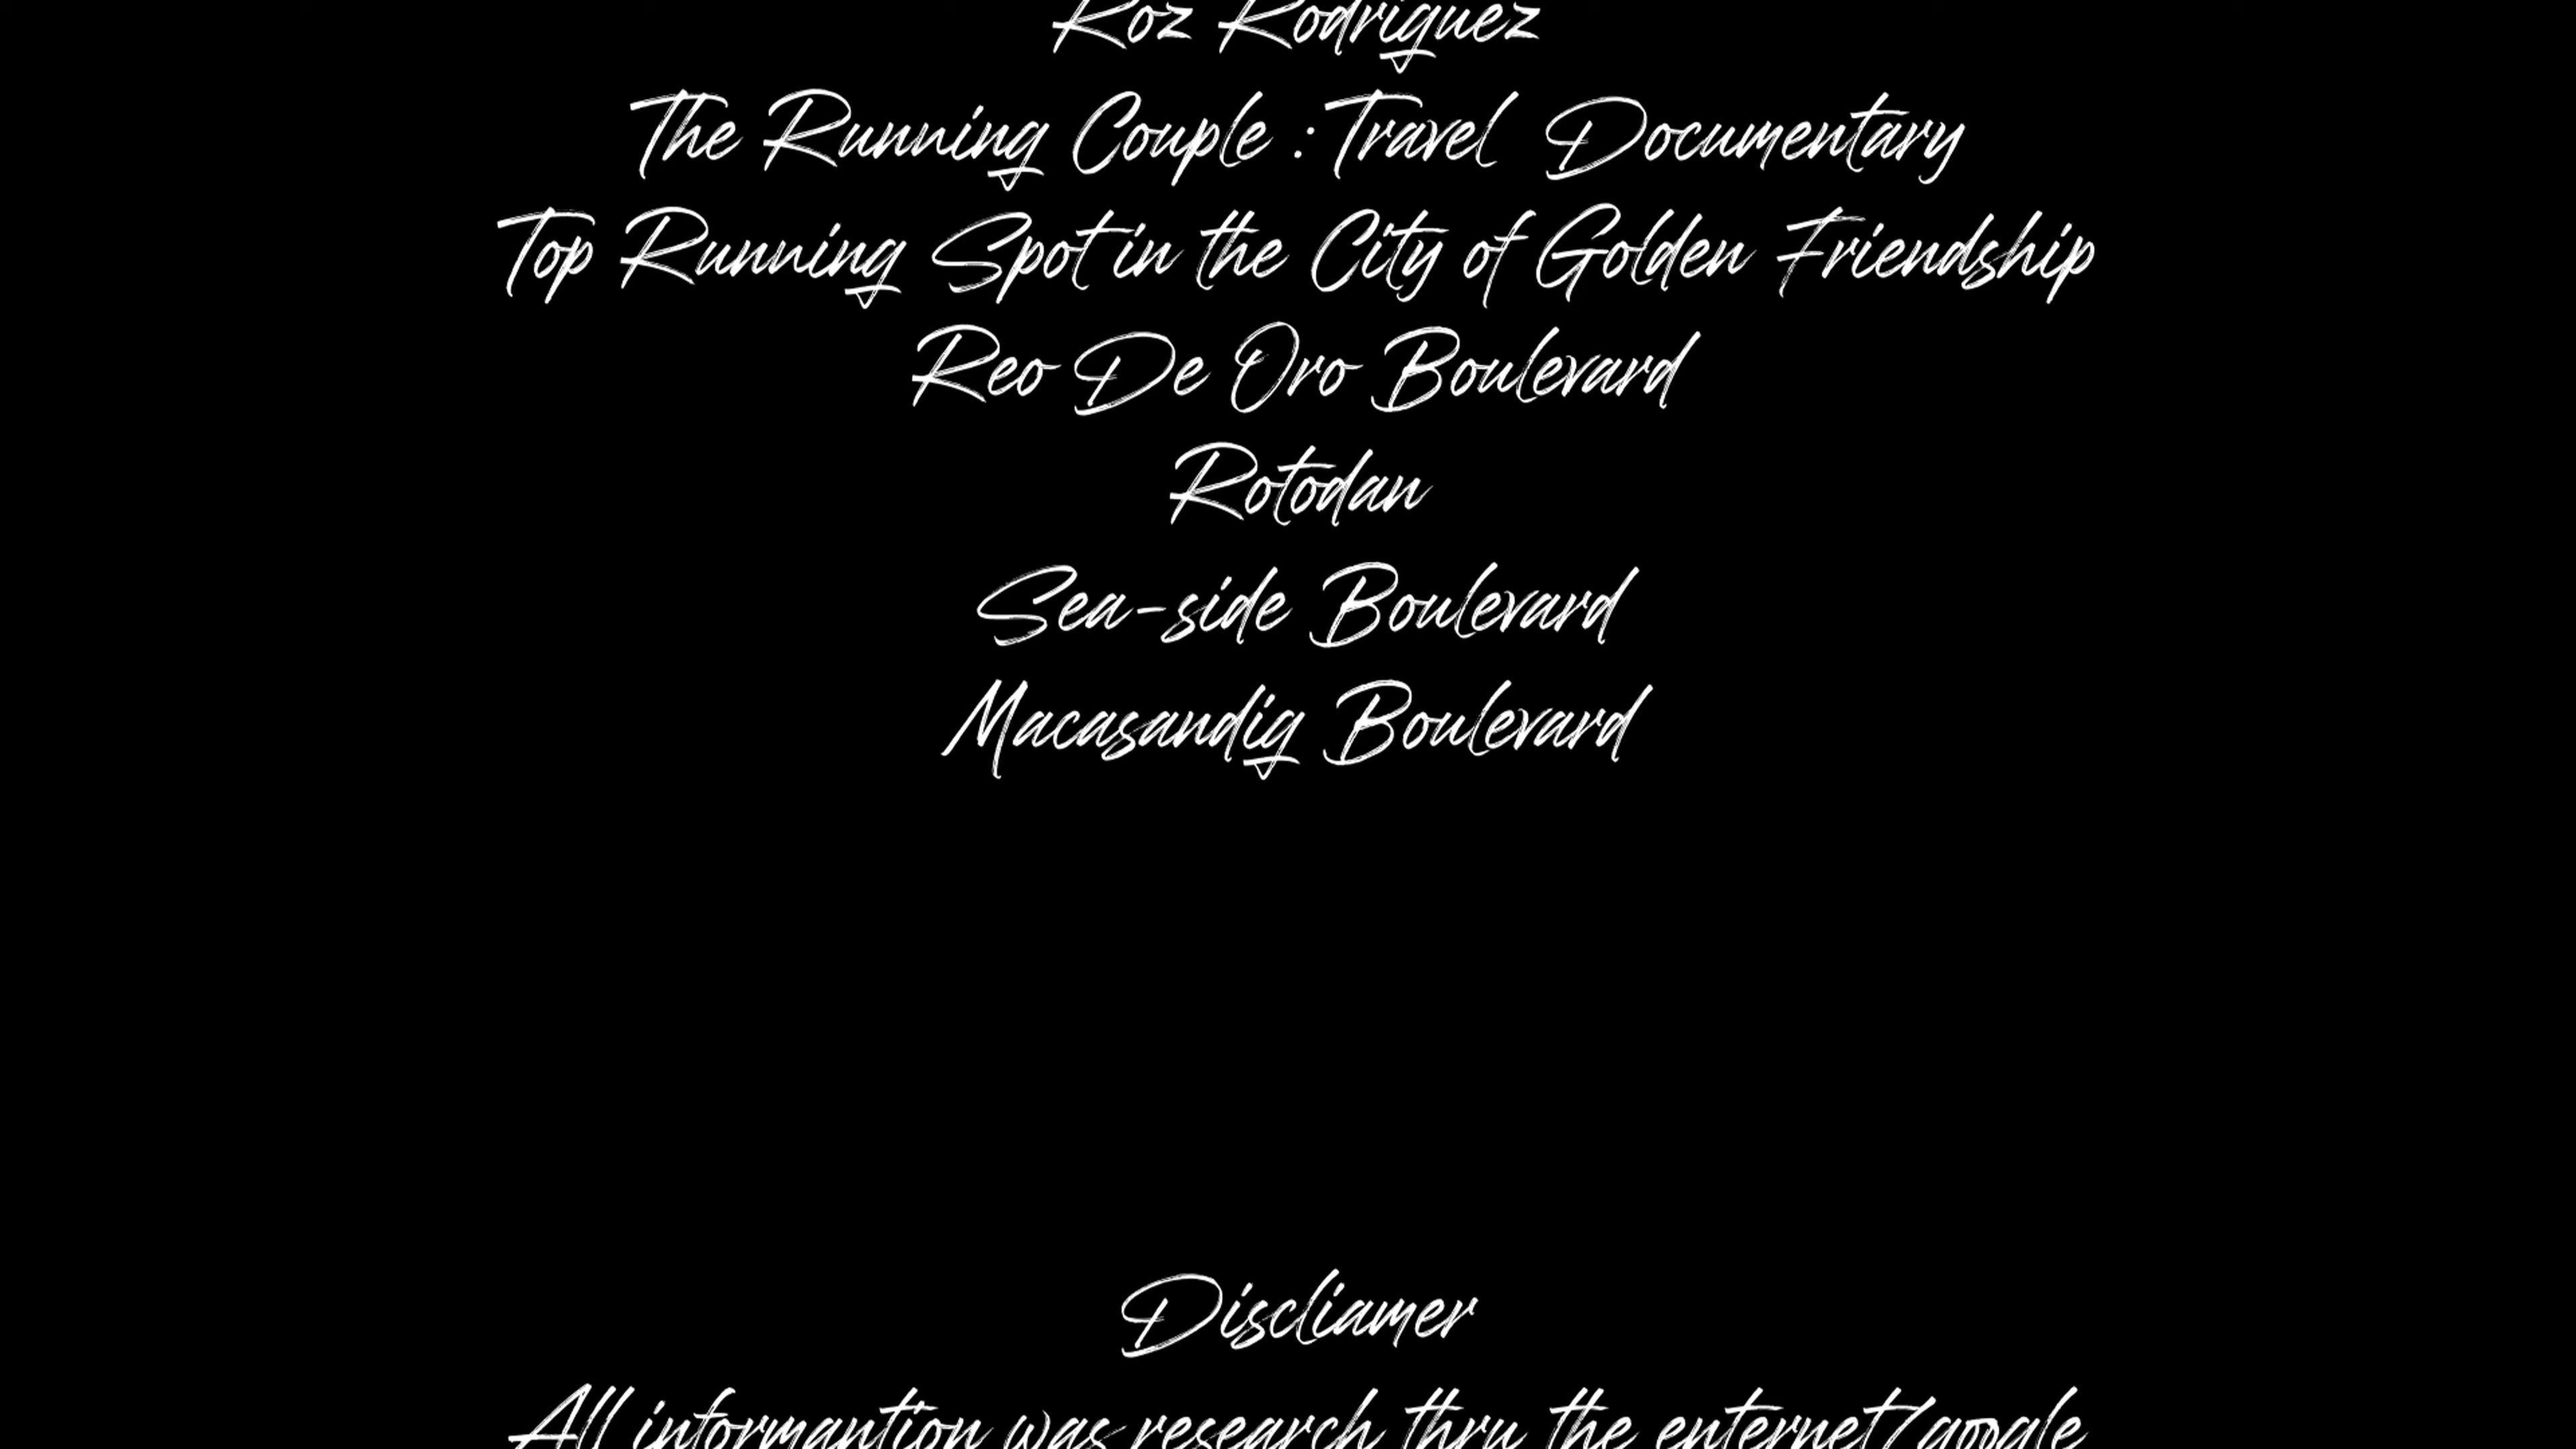 Roz Rodriguez
The Running Couple : Travel Documentary
Top Running Spot in the City of Golden Friendship
Reo De Oro Boulevard
Rotodan
Sea-side Boulevard
Macasandig Boulevard
Discliamer
All informantion was research thru the enternet/google